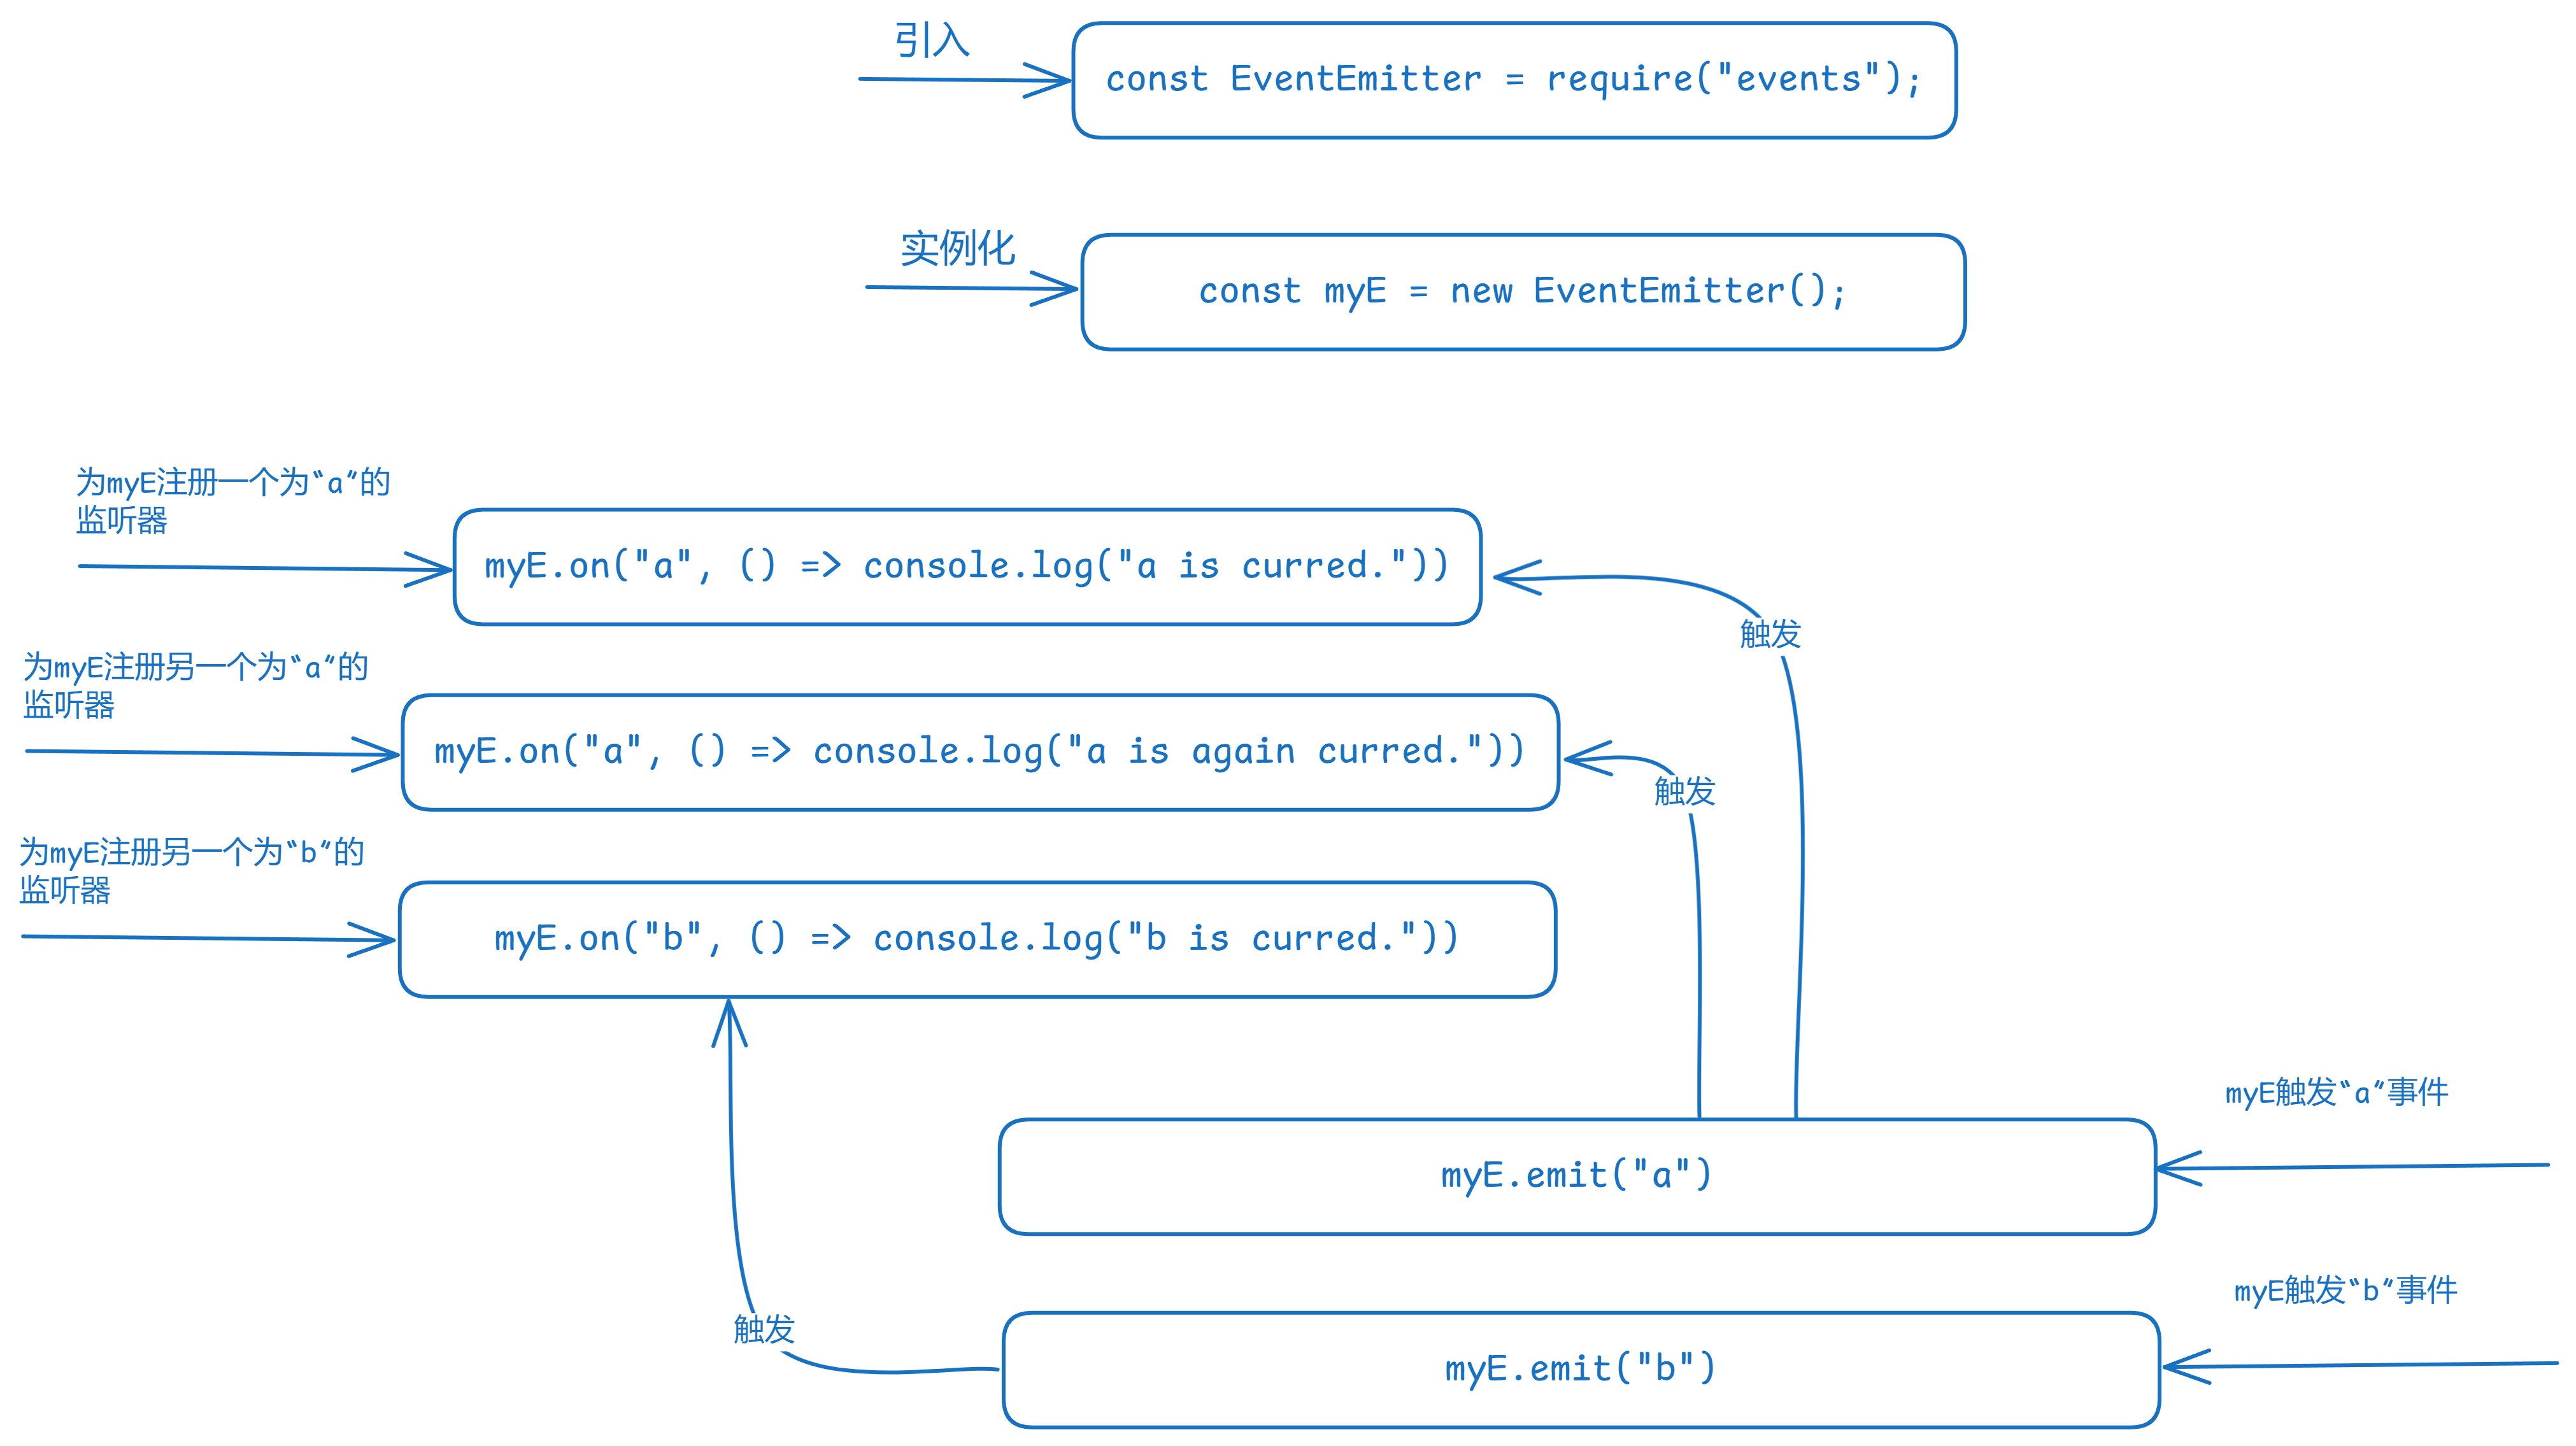 引入
const EventEmitter = require("events");
实例化
const myE = new EventEmitter();
为myE注册一个为“a”的
监听器
myE.on("a", () => console.log("a is curred."))
触发
为myE注册另一个为“a”的
监听器
myE.on("a", () => console.log("a is again curred."))
触发
为myE注册另一个为“b”的
监听器
myE.on("b", () => console.log("b is curred."))
myE触发“a”事件
myE.emit("a")
myE触发“b”事件
触发
myE.emit("b")